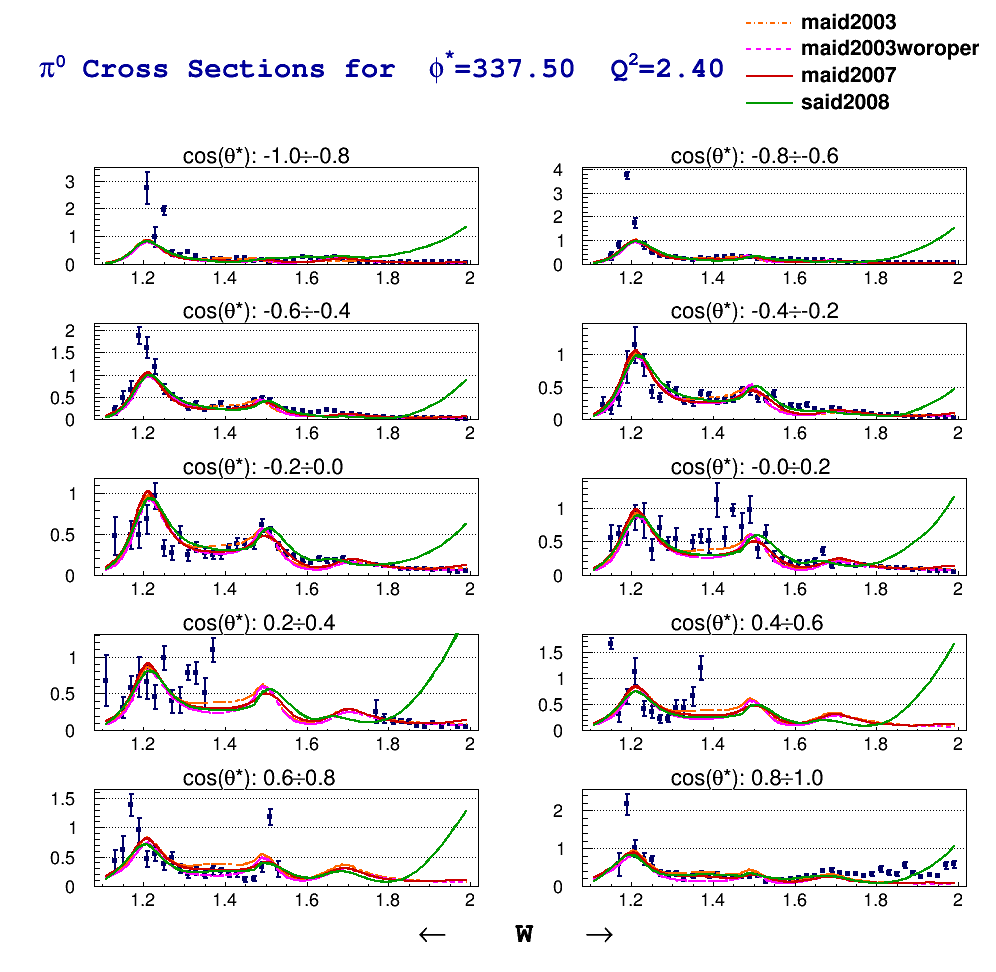 maid2003
maid2003woroper
maid2007
said2008
π⁰ Cross Sections for ϕ*=337.50 Q²=2.40
cos(θ*): -1.0÷-0.8
3
2
1
0
1.2 1.4 1.6 1.8 2
cos(θ*): -0.8÷-0.6
4
3
2
1
0
1.2 1.4 1.6 1.8 2
cos(θ*): -0.6÷-0.4
2
1.5
1
0.5
0
1.2 1.4 1.6 1.8 2
cos(θ*): -0.4÷-0.2
1
0.5
0
1.2 1.4 1.6 1.8 2
cos(θ*): -0.2÷0.0
1
0.5
0
1.2 1.4 1.6 1.8 2
cos(θ*): -0.0÷0.2
1
0.5
0
1.2 1.4 1.6 1.8 2
cos(θ*): 0.2÷0.4
1
0.5
0
1.2 1.4 1.6 1.8 2
cos(θ*): 0.4÷0.6
1.5
1
0.5
0
1.2 1.4 1.6 1.8 2
cos(θ*): 0.6÷0.8
1.5
1
0.5
0
1.2 1.4 1.6 1.8 2
cos(θ*): 0.8÷1.0
2
1
0
1.2 1.4 1.6 1.8 2
← W →